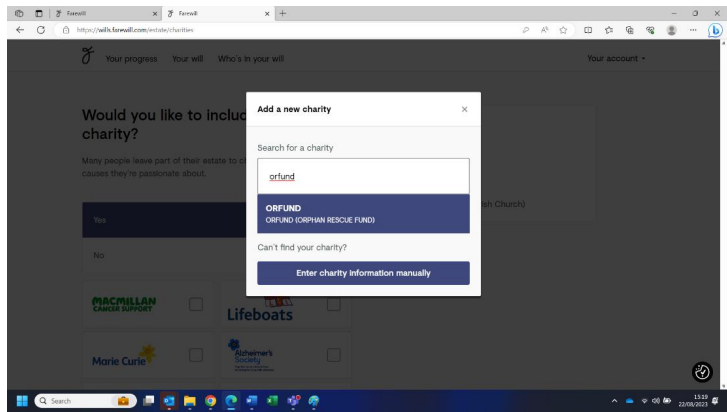 Farewill
Farewill
https://wills.farewill.com/estate/charities
Your progress Your will Who's in your will Your account
Would you like to includ
charity?
Many people leave part of their estate to c
causes they're passionate about.
Yes
No
Add a new charity
Search for a charity
orfund
ORFUND
ORFUND (ORPHAN RESCUE FUND)
Can't find your charity?
Enter charity information manually
ish Church)
MACMILLAN
CANCER SUPPORT
Lifeboats
Marie Curie
Alzheimer's
Society
Search
15:19
22/08/2023